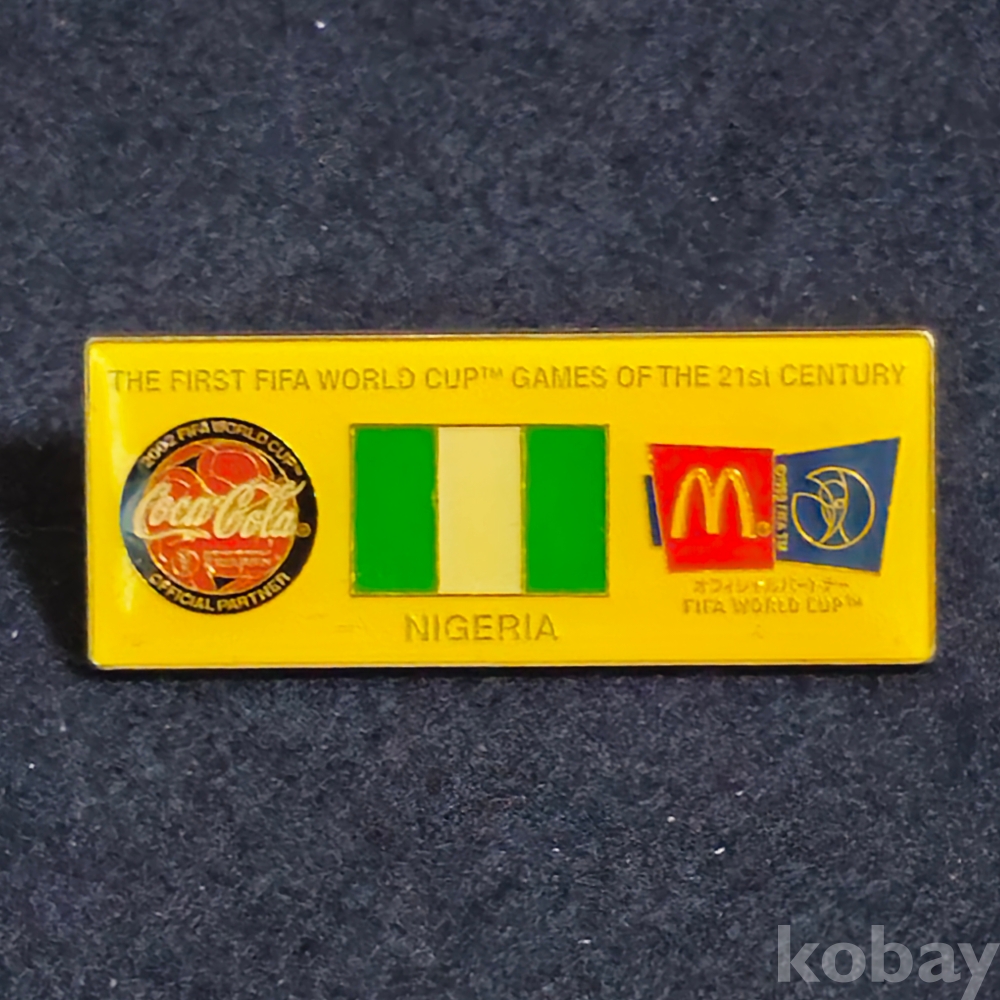 THE FIRST FIFA WORLD CUP™ GAMES OF THE 21st CENTURY
2002 FIFA WORLD CUP™
Coca-Cola®
OFFICIAL PARTNER
NIGERIA
M®
オフィシャルパートナー
FIFA WORLD CUP™
kobay